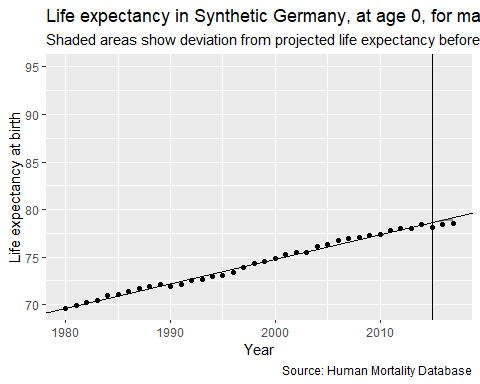 Life expectancy in Synthetic Germany, at age 0, for ma
Shaded areas show deviation from projected life expectancy before
Life expectancy at birth
95
90
85
80
75
70
1980
1990
2000
2010
Year
Source: Human Mortality Database